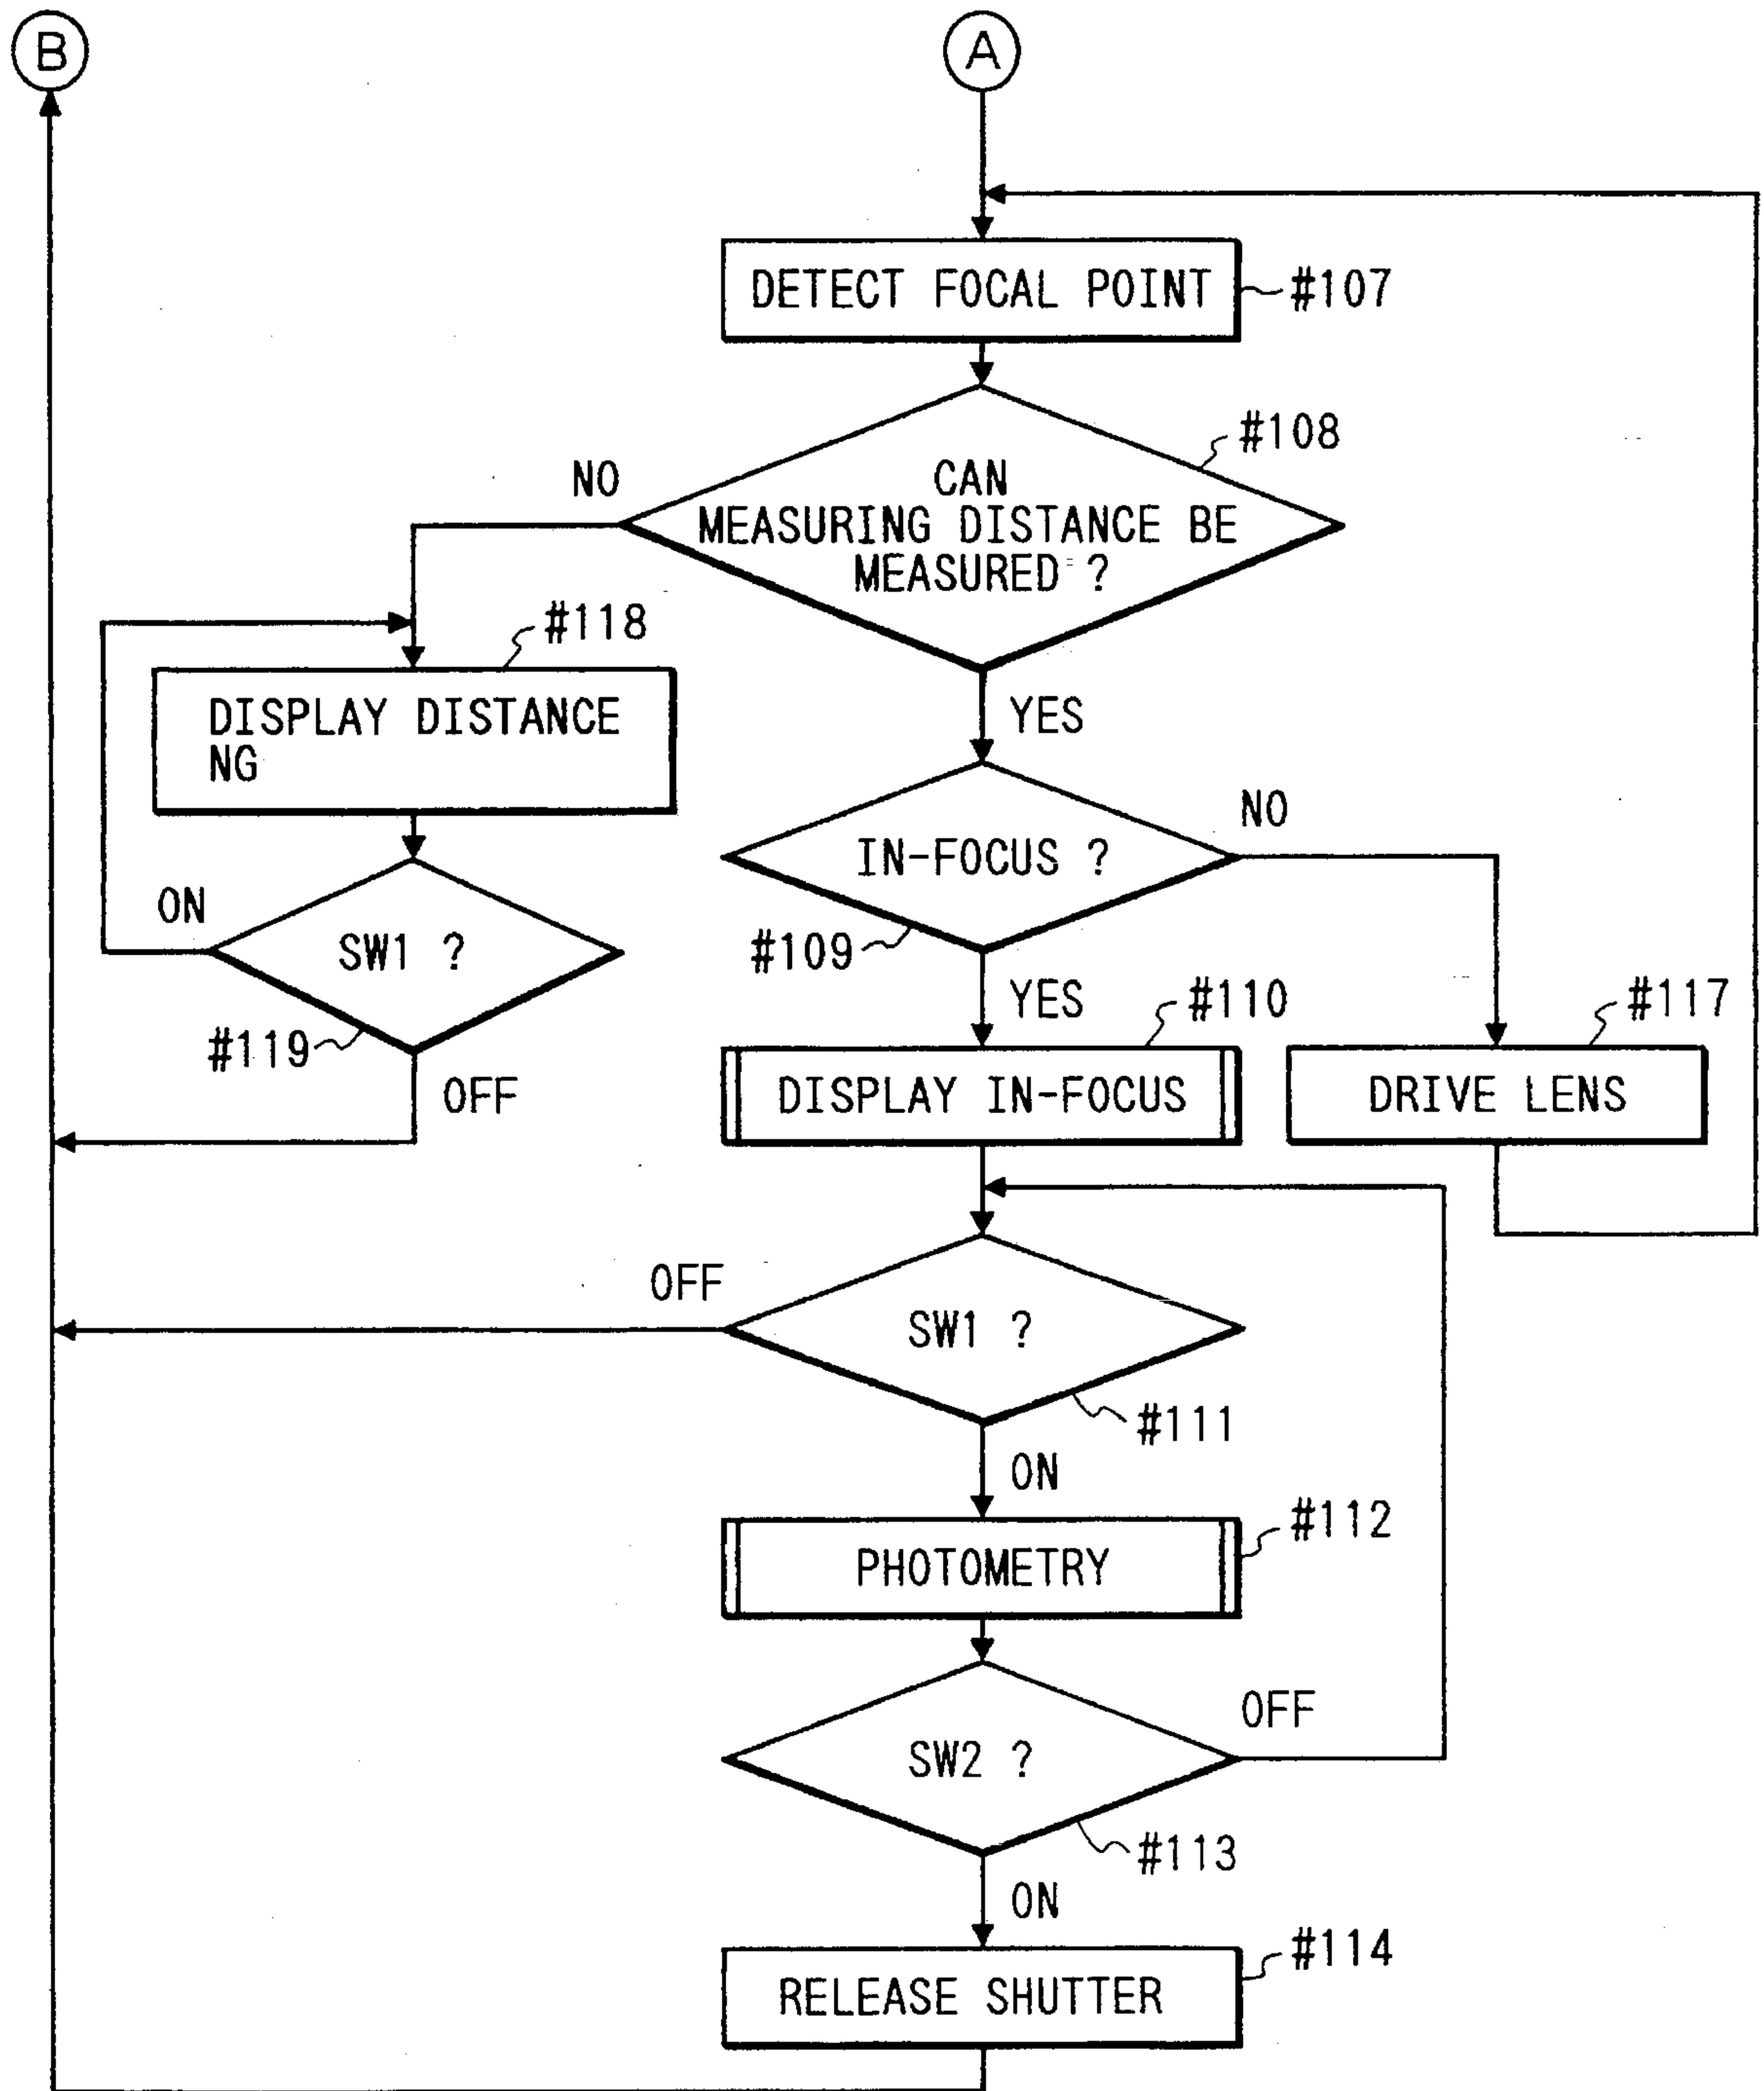 B
A
DETECT FOCAL POINT
#107
#108
CAN
MEASURING DISTANCE BE
MEASURED ?
NO
YES
#118
DISPLAY DISTANCE
NG
ON
SW1 ?
#119
OFF
IN-FOCUS ?
NO
#109
YES
#110
DISPLAY IN-FOCUS
#117
DRIVE LENS
OFF
SW1 ?
#111
ON
#112
PHOTOMETRY
SW2 ?
OFF
#113
ON
#114
RELEASE SHUTTER